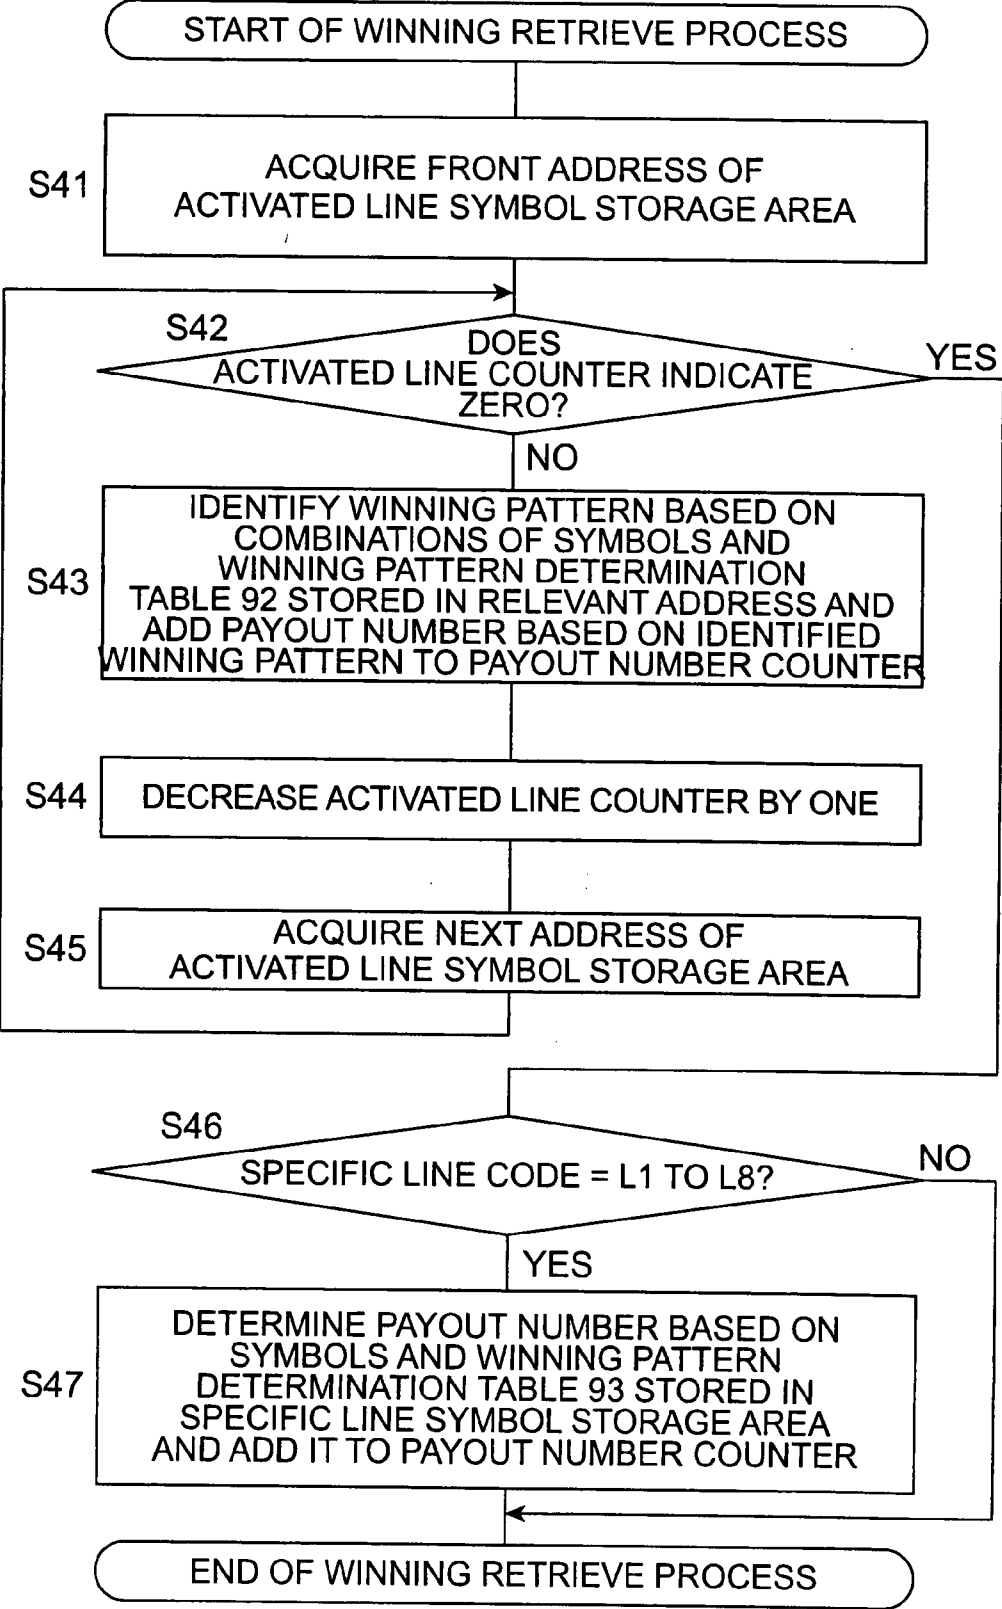 START OF WINNING RETRIEVE PROCESS
S41
ACQUIRE FRONT ADDRESS OF
ACTIVATED LINE SYMBOL STORAGE AREA
S42
DOES
ACTIVATED LINE COUNTER INDICATE
ZERO?
YES
NO
S43
IDENTIFY WINNING PATTERN BASED ON
COMBINATIONS OF SYMBOLS AND
WINNING PATTERN DETERMINATION
TABLE 92 STORED IN RELEVANT ADDRESS AND
ADD PAYOUT NUMBER BASED ON IDENTIFIED
WINNING PATTERN TO PAYOUT NUMBER COUNTER
S44
DECREASE ACTIVATED LINE COUNTER BY ONE
S45
ACQUIRE NEXT ADDRESS OF
ACTIVATED LINE SYMBOL STORAGE AREA
S46
SPECIFIC LINE CODE = L1 TO L8?
NO
YES
S47
DETERMINE PAYOUT NUMBER BASED ON
SYMBOLS AND WINNING PATTERN
DETERMINATION TABLE 93 STORED IN
SPECIFIC LINE SYMBOL STORAGE AREA
AND ADD IT TO PAYOUT NUMBER COUNTER
END OF WINNING RETRIEVE PROCESS